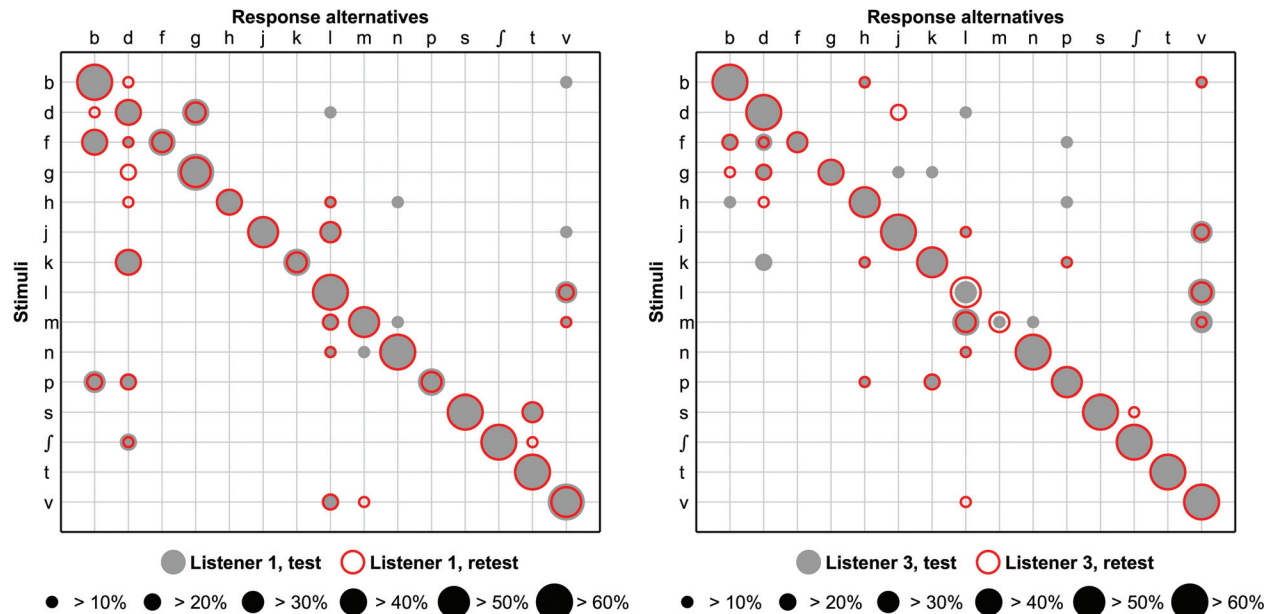 Response alternatives
b d f g h j k l m n p s ʃ t v
Stimuli
b
d
f
g
h
j
k
l
m
n
p
s
ʃ
t
v
Listener 1, test Listener 1, retest
> 10% > 20% > 30% > 40% > 50% > 60%
Response alternatives
b d f g h j k l m n p s ʃ t v
Stimuli
b
d
f
g
h
j
k
l
m
n
p
s
ʃ
t
v
Listener 3, test Listener 3, retest
> 10% > 20% > 30% > 40% > 50% > 60%